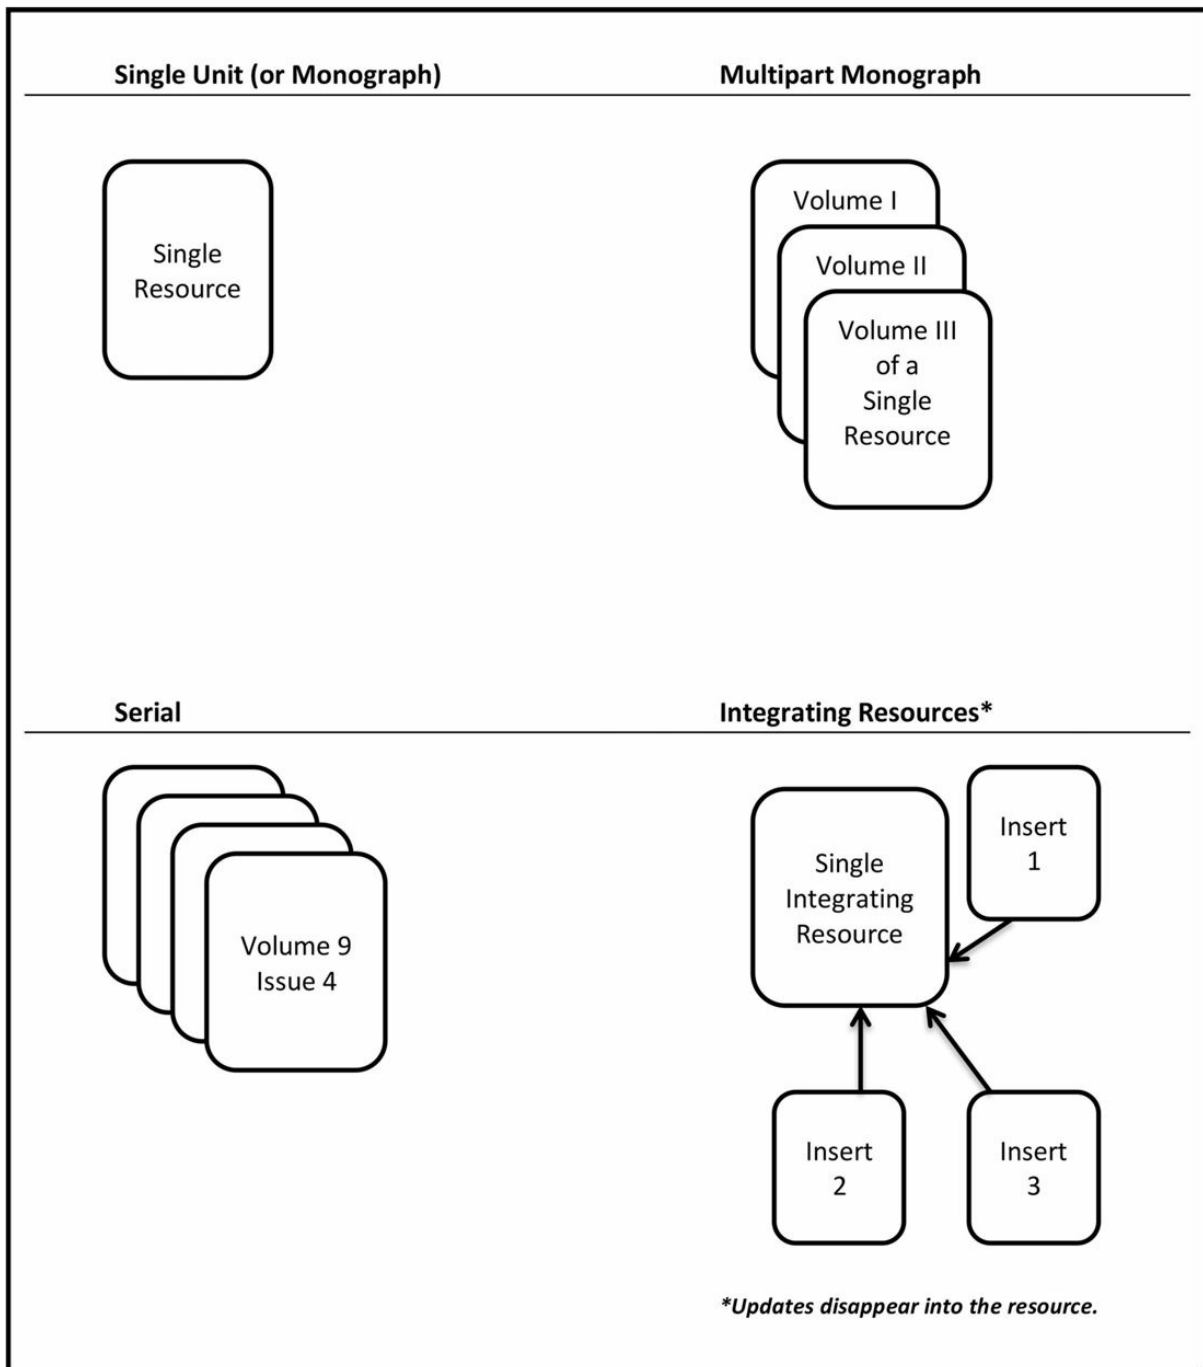 Single Unit (or Monograph)
Multipart Monograph
Single
Resource
Volume I
Volume II
Volume III
of a
Single
Resource
Serial
Integrating Resources*
Volume 9
Issue 4
Single
Integrating
Resource
Insert
1
Insert
2
Insert
3
*Updates disappear into the resource.